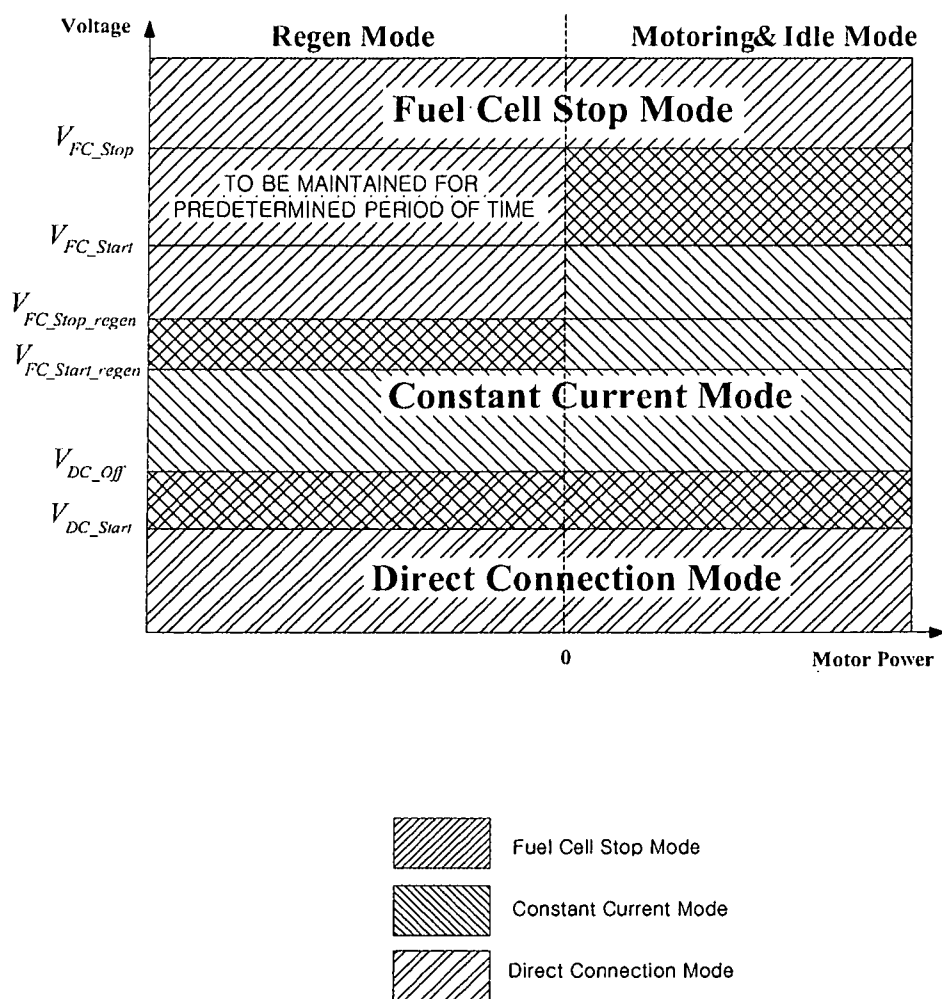 Voltage
Regen Mode
Motoring& Idle Mode
Fuel Cell Stop Mode
V_FC_Stop
TO BE MAINTAINED FOR
PREDETERMINED PERIOD OF TIME
V_FC_Start
V_FC_Stop_regen
V_FC_Start_regen
Constant Current Mode
V_DC_Off
V_DC_Start
Direct Connection Mode
0
Motor Power
Fuel Cell Stop Mode
Constant Current Mode
Direct Connection Mode